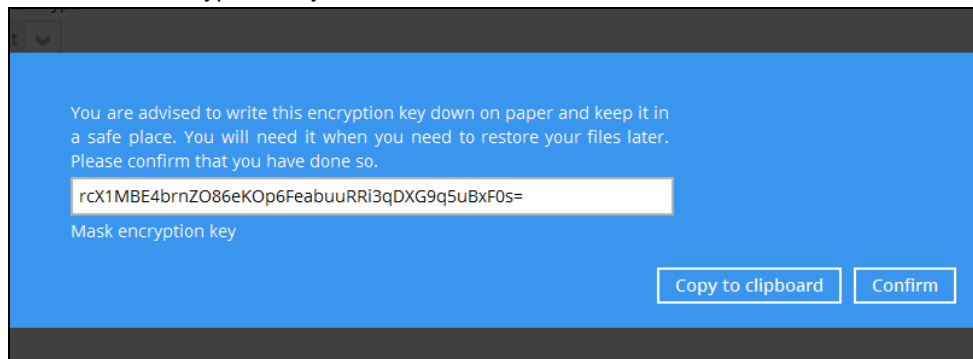 You are advised to write this encryption key down on paper and keep it in
a safe place. You will need it when you need to restore your files later.
Please confirm that you have done so.
rcX1MBE4brnZO86eKOp6FeabuuRRi3qDXG9q5uBxF0s=
Mask encryption key
Copy to clipboard
Confirm